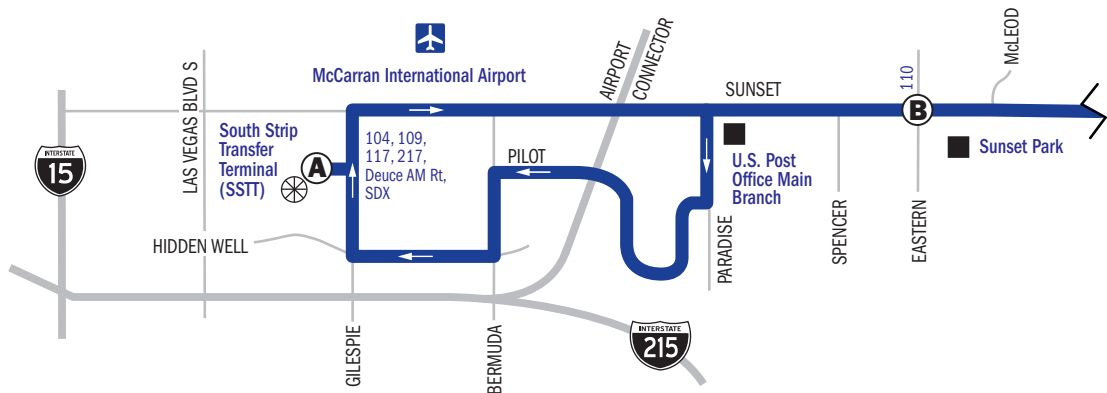 McCarran International Airport
LAS VEGAS BLVD S
AIRPORT
CONNECTOR
SUNSET
110
McLEOD
B
South Strip
Transfer
Terminal
(SSTT)
A
104, 109,
117, 217,
Deuce AM Rt,
SDX
PILOT
U.S. Post
Office Main
Branch
Sunset Park
INTERSTATE
15
HIDDEN WELL
PARADISE
SPENCER
EASTERN
GILESPIE
BERMUDA
INTERSTATE
215